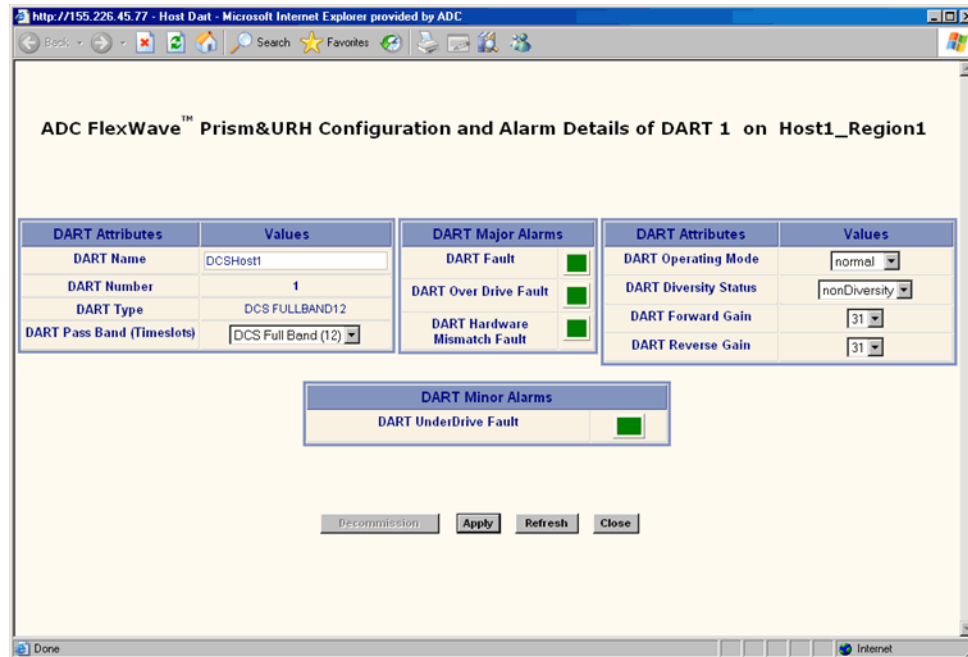 http://155.226.45.77 - Host Dart - Microsoft Internet Explorer provided by ADC
Back Search Favorites
ADC FlexWave™ Prism&URH Configuration and Alarm Details of DART 1 on Host1_Region1
DART Attributes Values
DART Name DCSHost1
DART Number 1
DART Type DCS FULLBAND12
DART Pass Band (Timeslots) DCS Full Band (12)
DART Major Alarms
DART Fault
DART Over Drive Fault
DART Hardware
Mismatch Fault
DART Attributes Values
DART Operating Mode normal
DART Diversity Status nonDiversity
DART Forward Gain 31
DART Reverse Gain 31
DART Minor Alarms
DART UnderDrive Fault
Decommission Apply Refresh Close
Done Internet